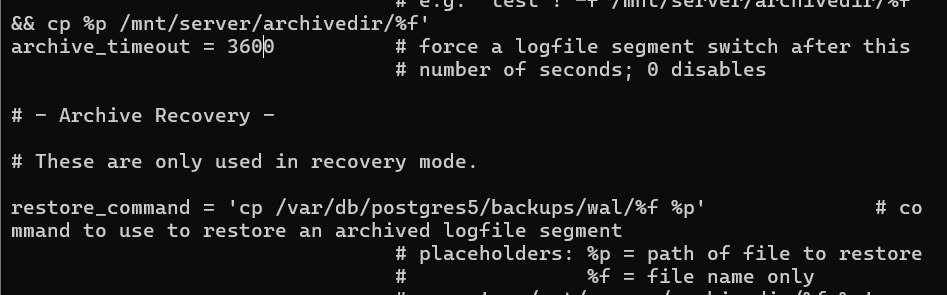 # e.g. 'test ! -f /mnt/server/archivedir/%f
&& cp %p /mnt/server/archivedir/%f'
archive_timeout = 3600 # force a logfile segment switch after this
# number of seconds; 0 disables
# - Archive Recovery -
# These are only used in recovery mode.
restore_command = 'cp /var/db/postgres5/backups/wal/%f %p' # co
mmand to use to restore an archived logfile segment
# placeholders: %p = path of file to restore
# %f = file name only